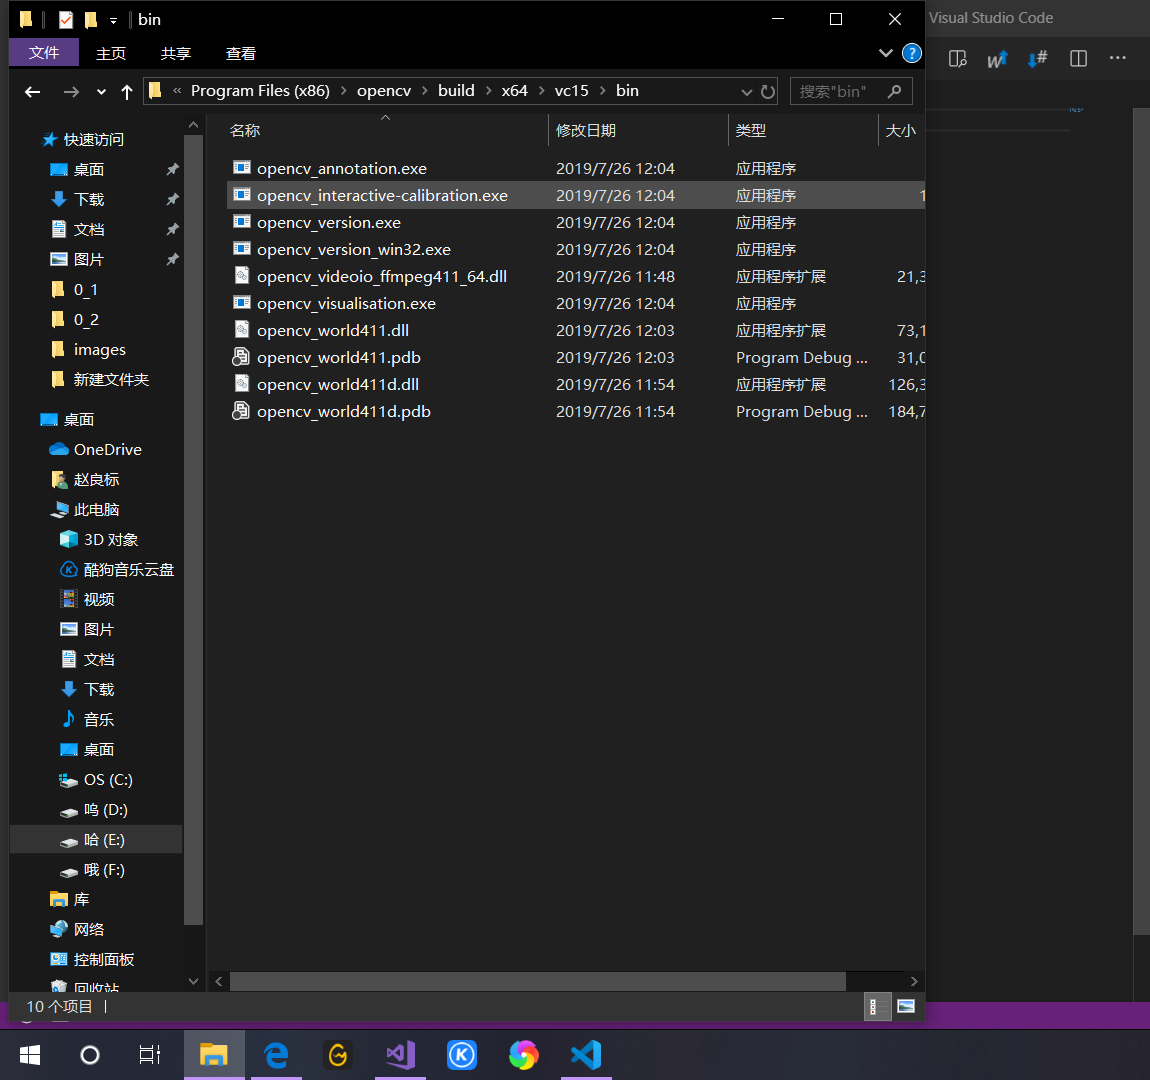 bin
Visual Studio Code
文件 主页 共享 查看
« Program Files (x86) › opencv › build › x64 › vc15 › bin
搜索"bin"
名称 修改日期 类型 大小
opencv_annotation.exe 2019/7/26 12:04 应用程序
opencv_interactive-calibration.exe 2019/7/26 12:04 应用程序 1
opencv_version.exe 2019/7/26 12:04 应用程序
opencv_version_win32.exe 2019/7/26 12:04 应用程序
opencv_videoio_ffmpeg411_64.dll 2019/7/26 11:48 应用程序扩展 21,3
opencv_visualisation.exe 2019/7/26 12:04 应用程序
opencv_world411.dll 2019/7/26 12:03 应用程序扩展 73,1
opencv_world411.pdb 2019/7/26 12:03 Program Debug ... 31,0
opencv_world411d.dll 2019/7/26 11:54 应用程序扩展 126,3
opencv_world411d.pdb 2019/7/26 11:54 Program Debug ... 184,7
快速访问
桌面
下载
文档
图片
0_1
0_2
images
新建文件夹
桌面
OneDrive
赵良标
此电脑
3D 对象
酷狗音乐云盘
视频
图片
文档
下载
音乐
桌面
OS (C:)
呜 (D:)
哈 (E:)
哦 (F:)
库
网络
控制面板
回收站
10 个项目